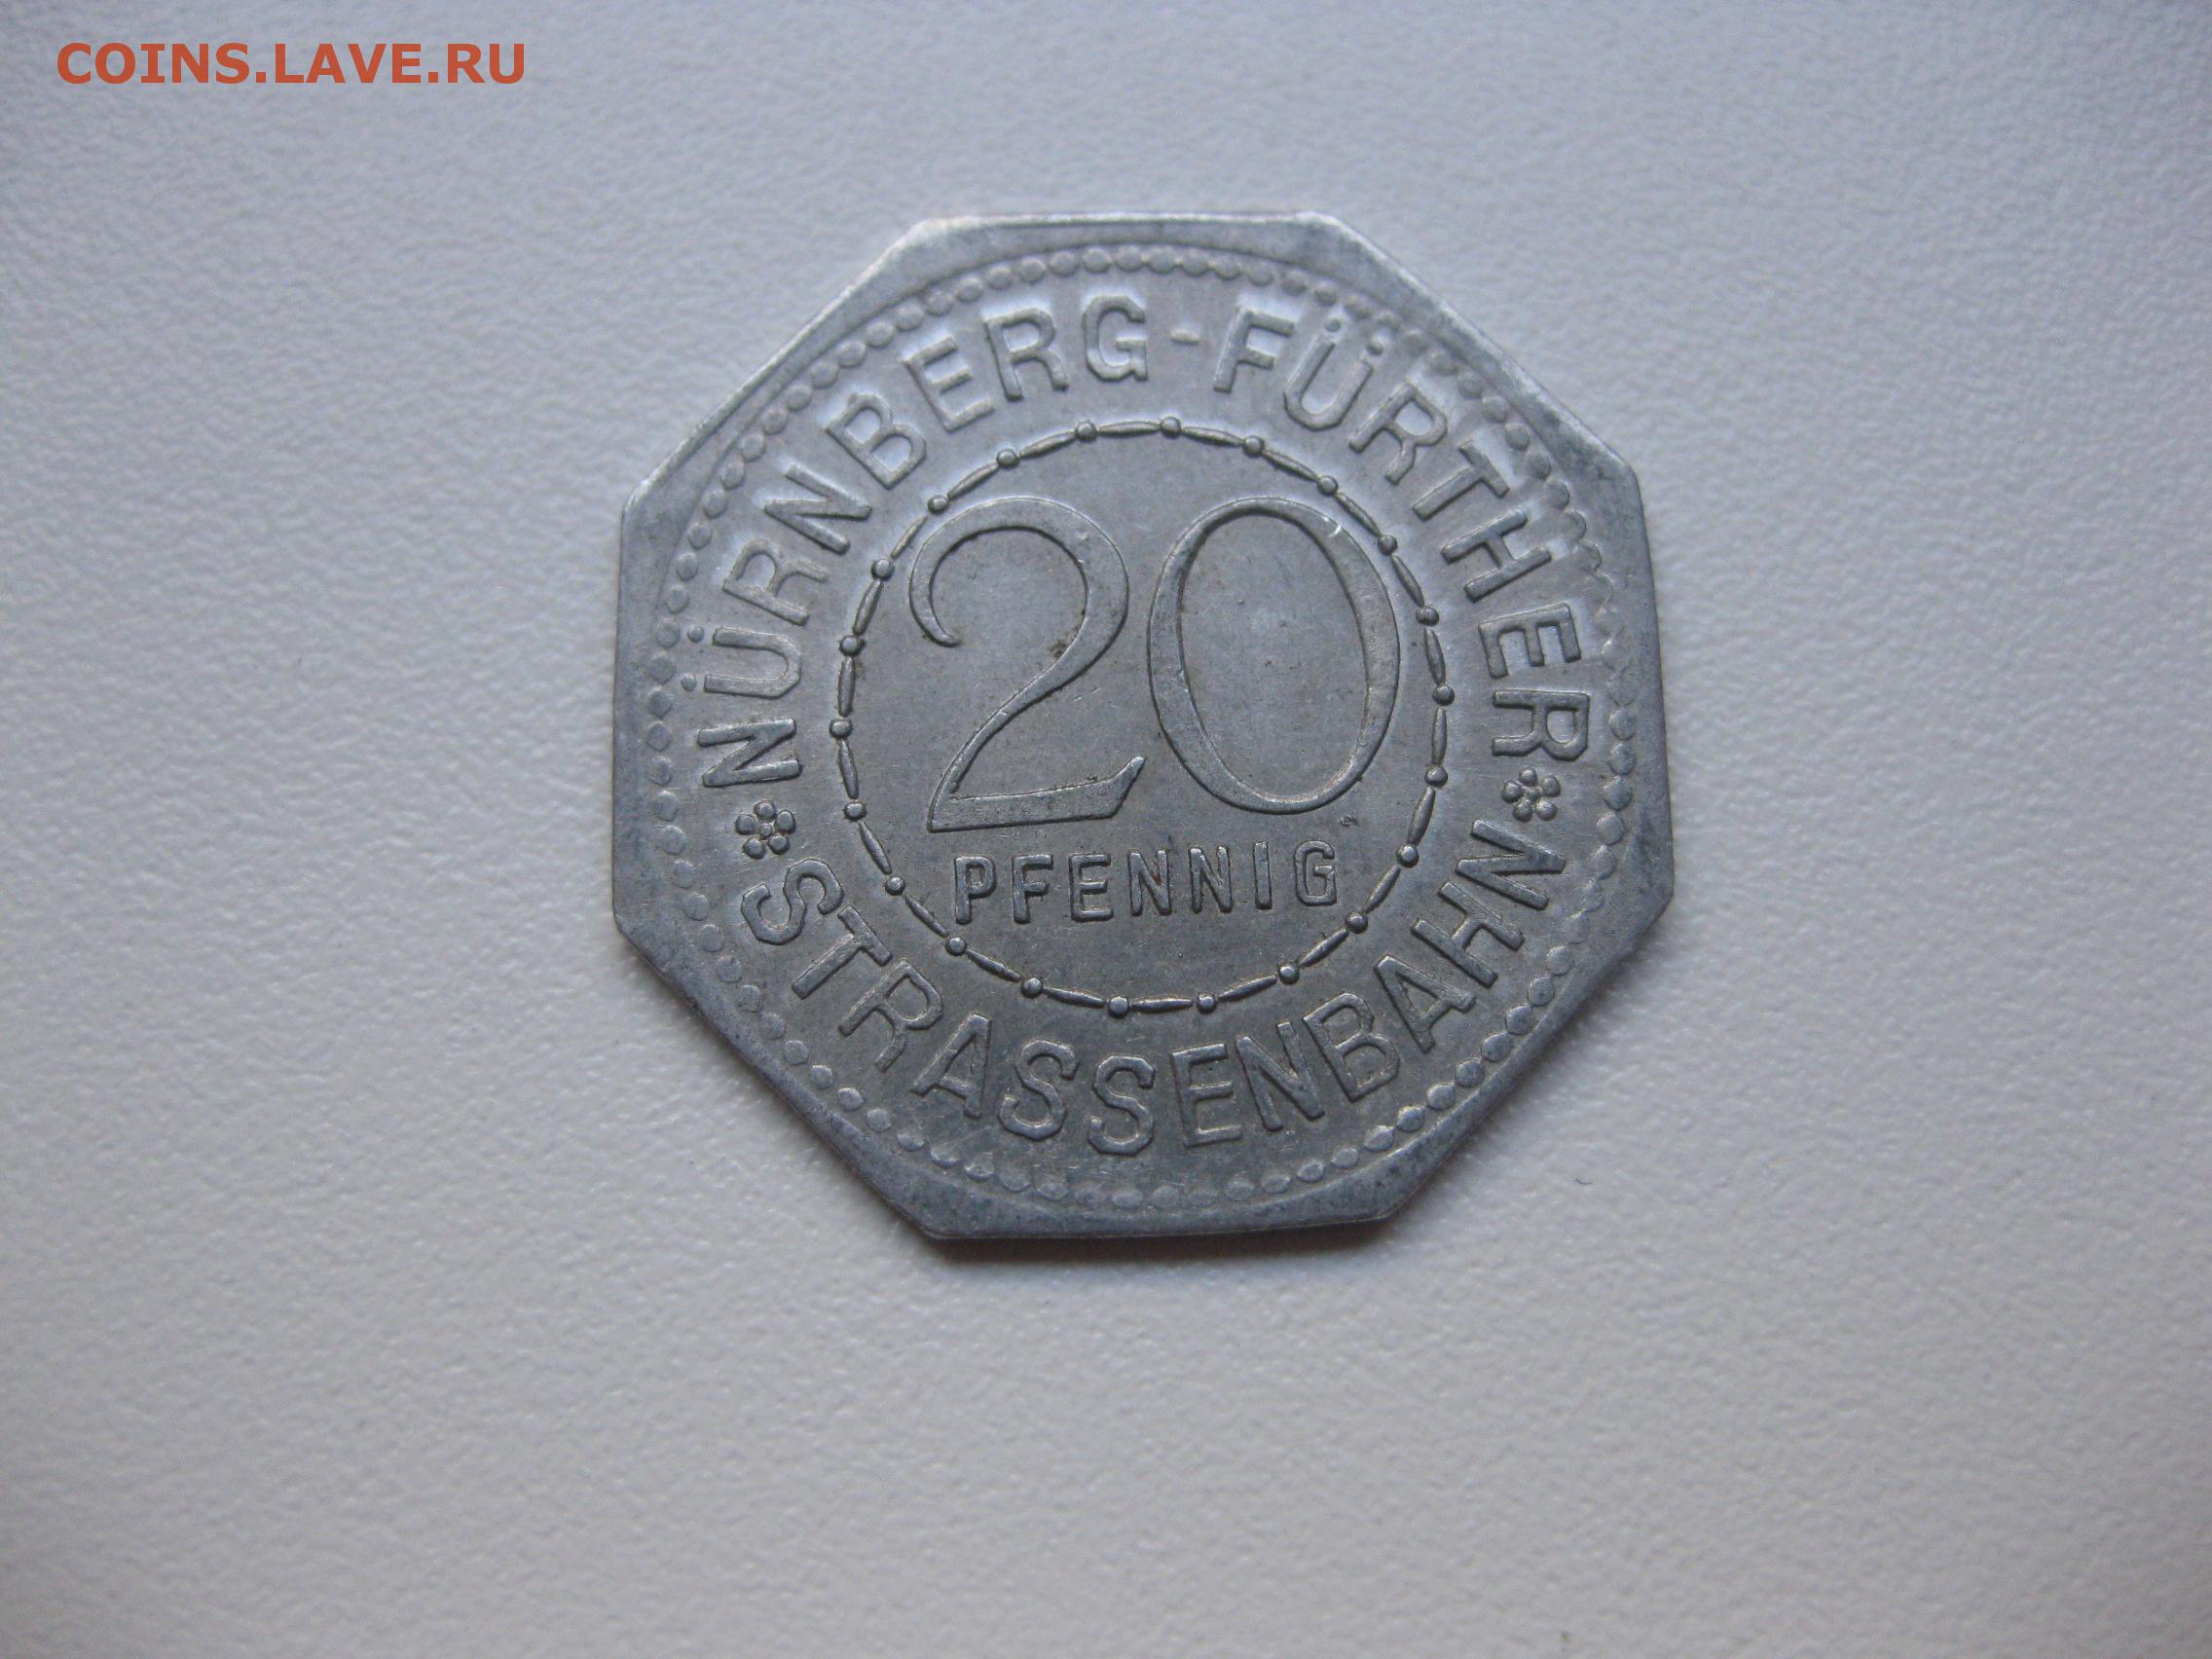 COINS.LAVE.RU
NÜRNBERG-FÜRTHER
20
PFENNIG
STRASSENBAHN